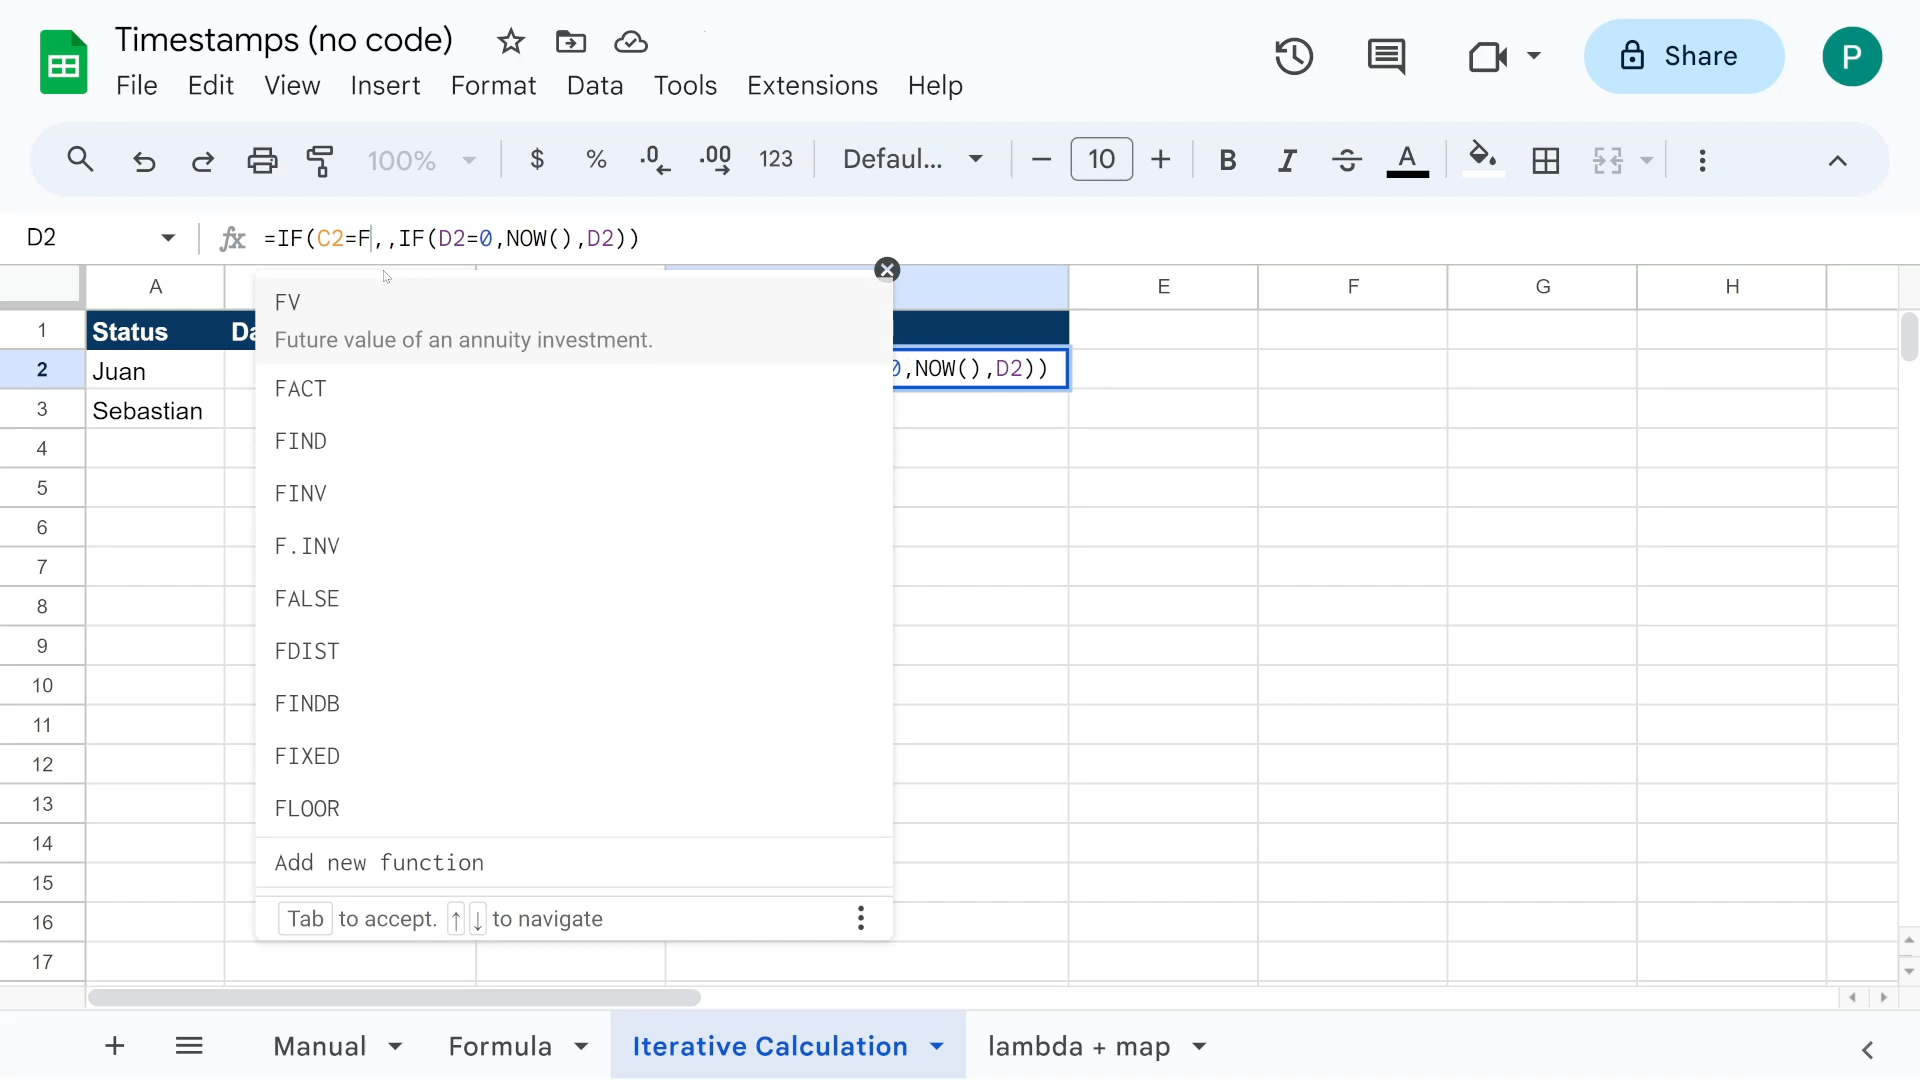 Timestamps (no code)
File Edit View Insert Format Data Tools Extensions Help
Share
P
100% $ % .0 .00 123 Defaul... 10 B I A
D2 fx =IF(C2=F,,IF(D2=0,NOW(),D2))
A E F G H
1 Status Da
2 Juan 0,NOW(),D2))
3 Sebastian
4
5
6
7
8
9
10
11
12
13
14
15
16
17
FV
Future value of an annuity investment.
FACT
FIND
FINV
F.INV
FALSE
FDIST
FINDB
FIXED
FLOOR
Add new function
Tab to accept. ↑ ↓ to navigate
+ Manual Formula Iterative Calculation lambda + map